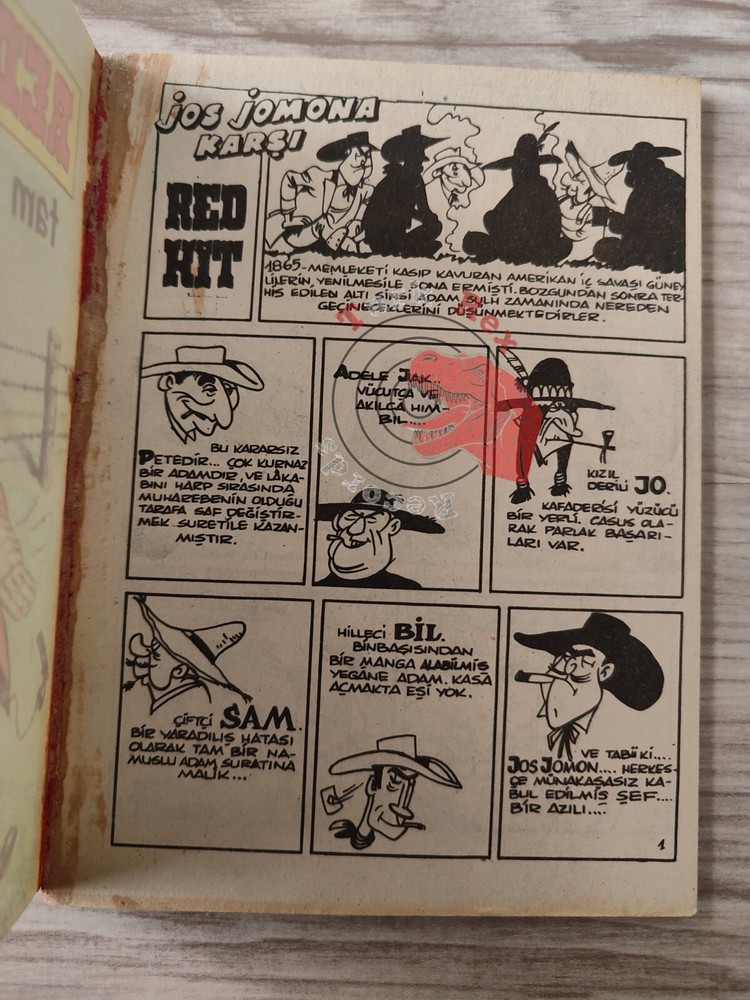 JOS JOMONA
KARŞI
RED
KIT
1865-MEMLEKETİ KASIP KAVURAN AMERİKAN İÇ SAVAŞI GÜNEY
LİLERİN, YENİLMESİLE SONA ERMİŞTİ. BOZGUNDAN SONRA TER-
HİS EDİLEN ALTI SİNSİ ADAM SULH ZAMANINDA NEREDEN
GEÇİNECEKLERİNİ DÜŞÜNMEKTEDİRLER.
BU KARARSIZ
PETEDİR... ÇOK KURNAZ
BİR ADAMDIR, VE LÂKA-
BINI HARP SIRASINDA
MUHAREBENİN OLDUĞU
TARAFA SAF DEĞİŞTİR-
MEK SURETİLE KAZAN-
MIŞTIR.
ADELE JAK...
VÜCUTÇA VE
AKILCA HIM-
BIL....
KIZIL
DERİLİ JO.
KAFADERİSİ YÜZÜCÜ
BİR YERLİ. CASUS OLA-
RAK PARLAK BAŞARI-
LARI VAR.
ÇİFTÇİ SAM.
BİR YARADILIŞ HATASI
OLARAK TAM BİR NA-
MUSLU ADAM SURATINA
MALİK...
HİLLECİ BİL.
BİNBAŞISINDAN
BİR MANGA ALABİLMİŞ
YEGÂNE ADAM. KASA
AÇMAKTA EŞİ YOK.
VE TABİİ Kİ....
JOS JOMON.... HERKES-
ÇE MÜNAKAŞASIZ KA-
BUL EDİLMİŞ ŞEF....
BİR AZILI....
1
tam
Rex
Records